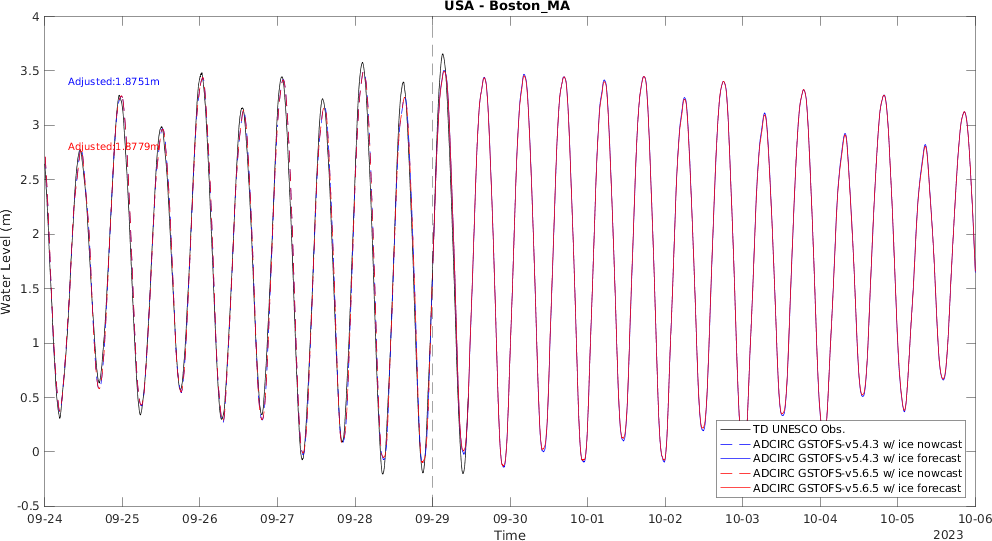 USA - Boston_MA
4
3.5
3
2.5
2
1.5
1
0.5
0
-0.5
Water Level (m)
Adjusted:1.8751m
Adjusted:1.8779m
TD UNESCO Obs.
ADCIRC GSTOFS-v5.4.3 w/ ice nowcast
ADCIRC GSTOFS-v5.4.3 w/ ice forecast
ADCIRC GSTOFS-v5.6.5 w/ ice nowcast
ADCIRC GSTOFS-v5.6.5 w/ ice forecast
09-24 09-25 09-26 09-27 09-28 09-29 09-30 10-01 10-02 10-03 10-04 10-05 10-06
Time
2023